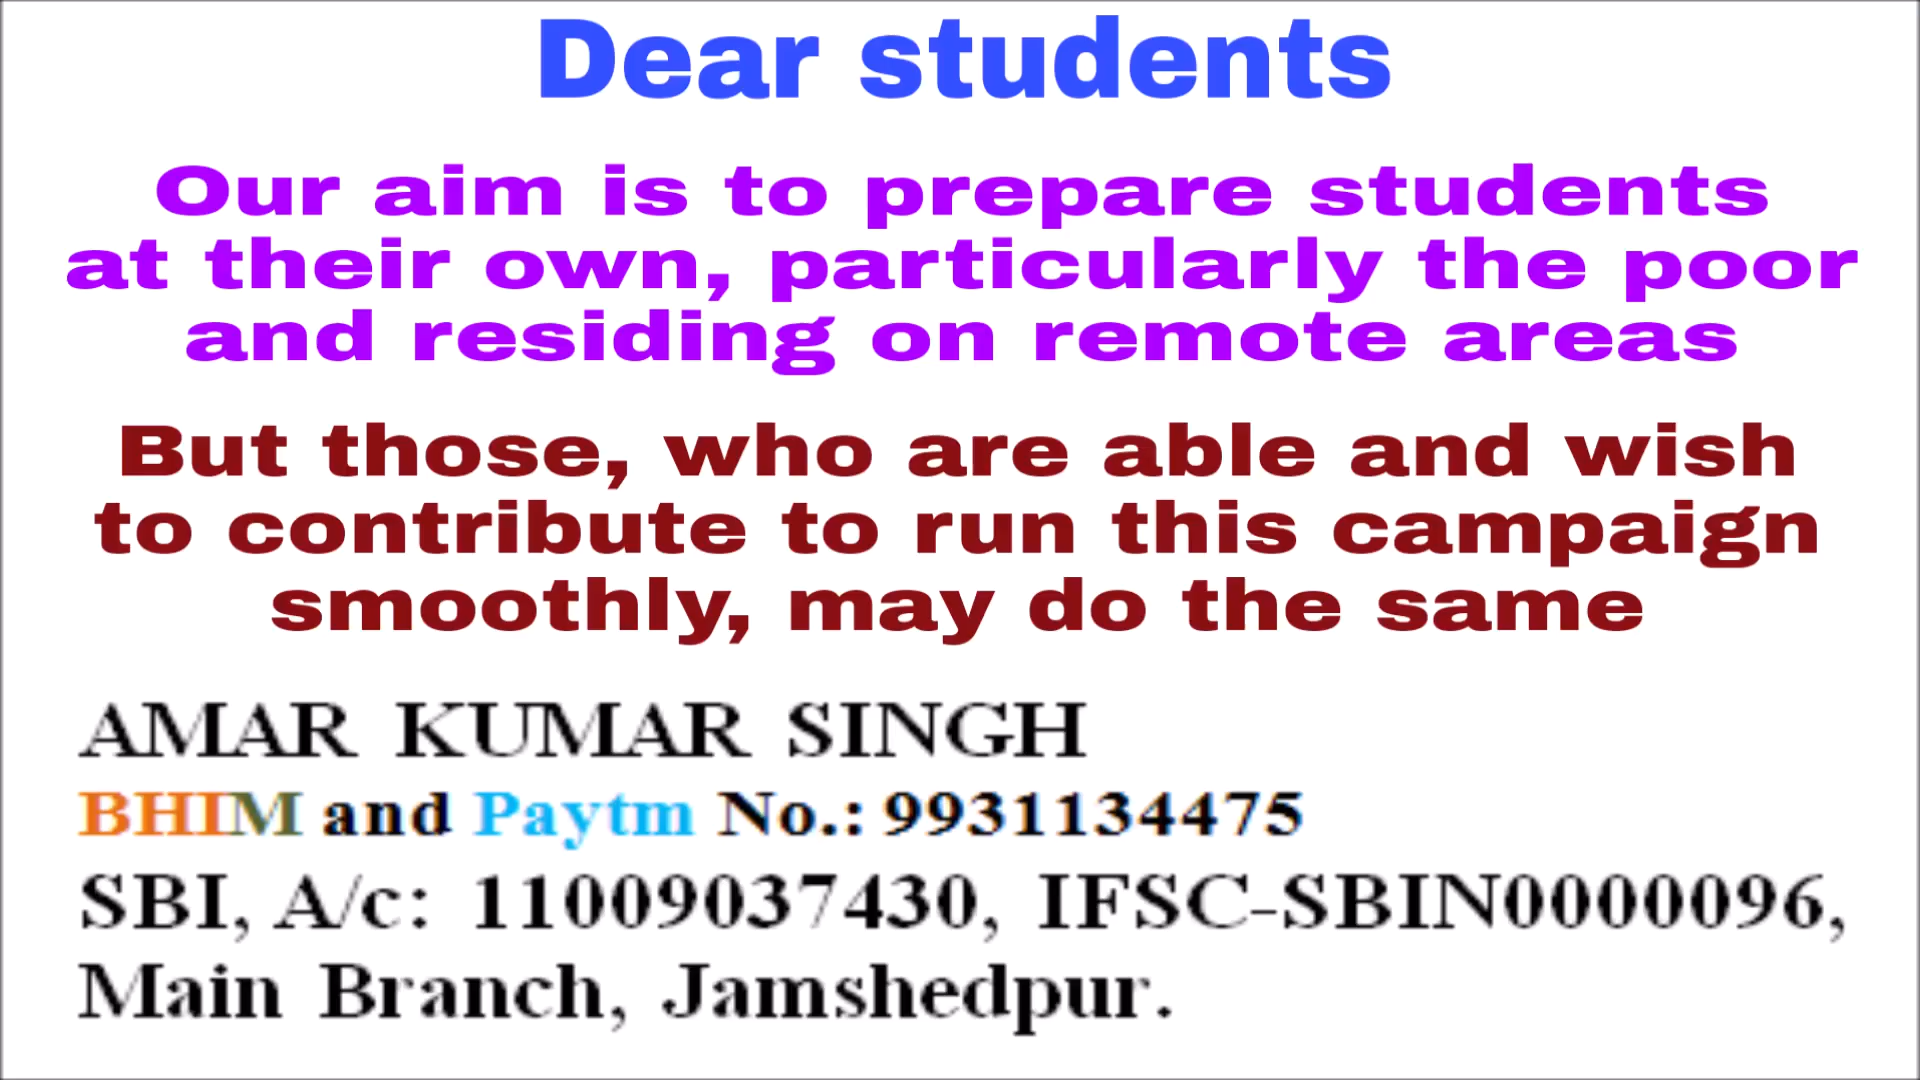 Dear students
Our aim is to prepare students
at their own, particularly the poor
and residing on remote areas
But those, who are able and wish
to contribute to run this campaign
smoothly, may do the same
AMAR KUMAR SINGH
BHIM and Paytm No.: 9931134475
SBI, A/c: 11009037430, IFSC-SBIN0000096,
Main Branch, Jamshedpur.